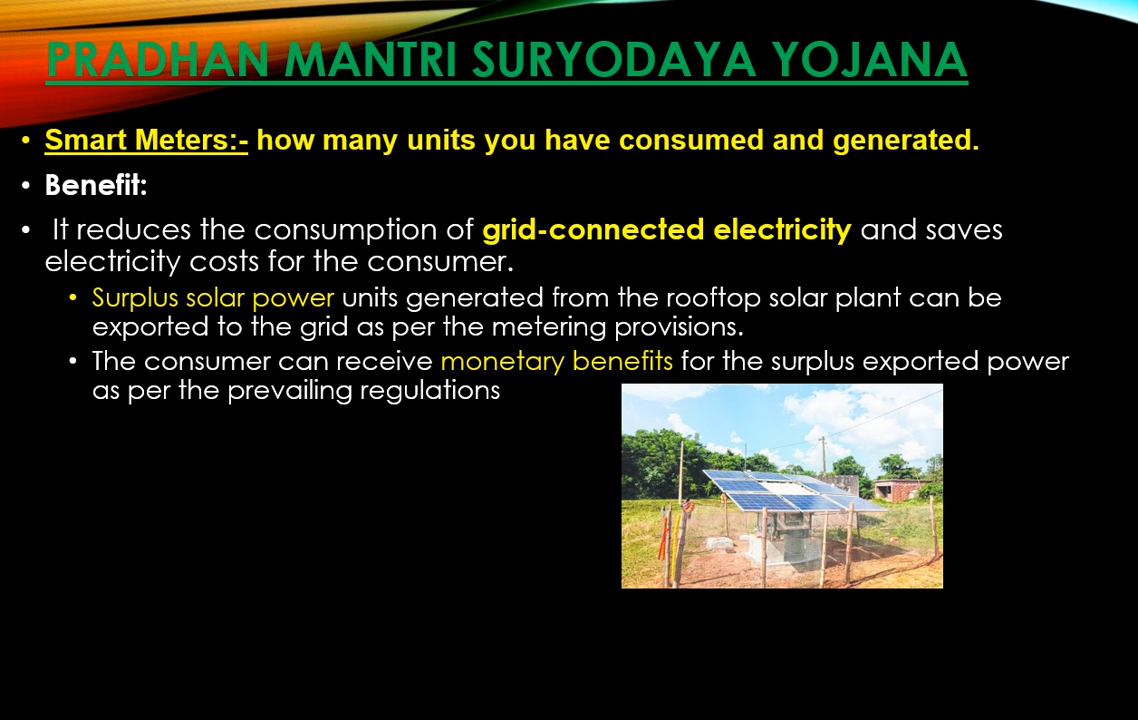 PRADHAN MANTRI SURYODAYA YOJANA
• Smart Meters:- how many units you have consumed and generated.
• Benefit:
• It reduces the consumption of grid-connected electricity and saves
electricity costs for the consumer.
• Surplus solar power units generated from the rooftop solar plant can be
exported to the grid as per the metering provisions.
• The consumer can receive monetary benefits for the surplus exported power
as per the prevailing regulations